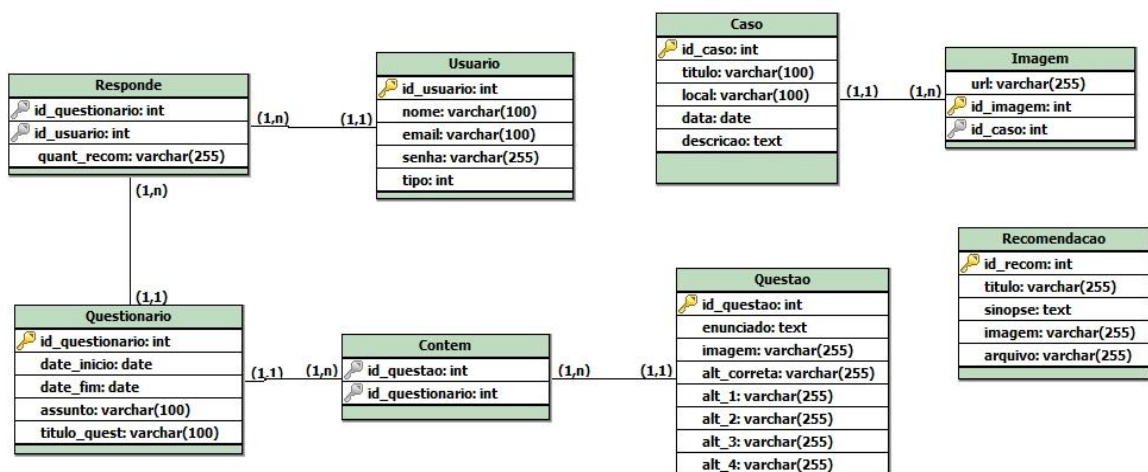 Responde
id_questionario: int
id_usuario: int
quant_recom: varchar(255)
(1,n)
(1,1)
Usuario
id_usuario: int
nome: varchar(100)
email: varchar(100)
senha: varchar(255)
tipo: int
Caso
id_caso: int
titulo: varchar(100)
local: varchar(100)
data: date
descricao: text
(1,1)
(1,n)
Imagem
url: varchar(255)
id_imagem: int
id_caso: int
(1,n)
(1,1)
Questionario
id_questionario: int
date_inicio: date
date_fim: date
assunto: varchar(100)
titulo_quest: varchar(100)
(1,1)
(1,n)
Contem
id_questao: int
id_questionario: int
(1,n)
(1,1)
Questao
id_questao: int
enunciado: text
imagem: varchar(255)
alt_correta: varchar(255)
alt_1: varchar(255)
alt_2: varchar(255)
alt_3: varchar(255)
alt_4: varchar(255)
Recomendacao
id_recom: int
titulo: varchar(255)
sinopse: text
imagem: varchar(255)
arquivo: varchar(255)